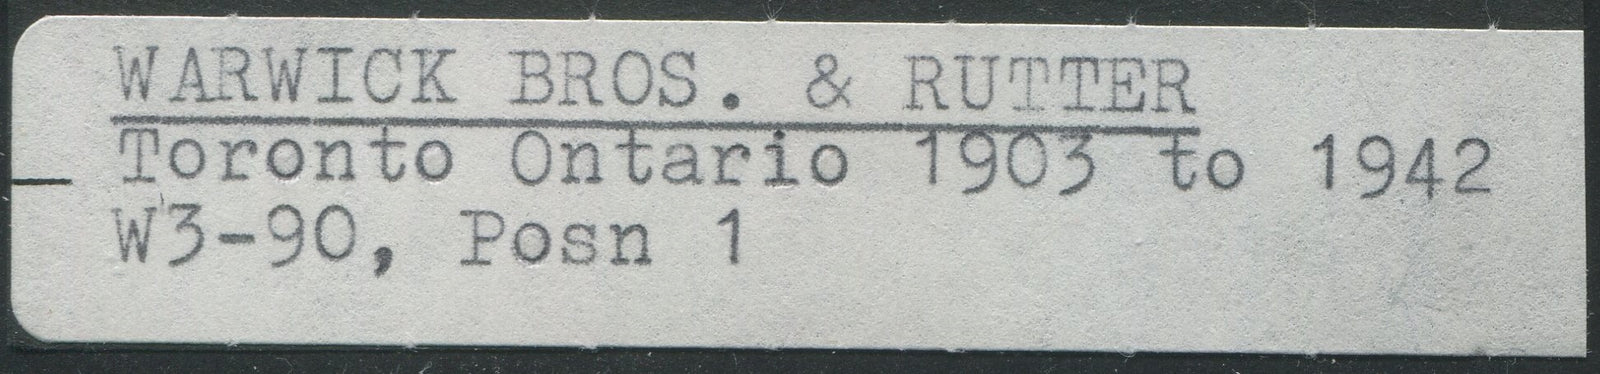 WARWICK BROS. & RUTTER
Toronto Ontario 1903 to 1942
W3-90, Posn 1